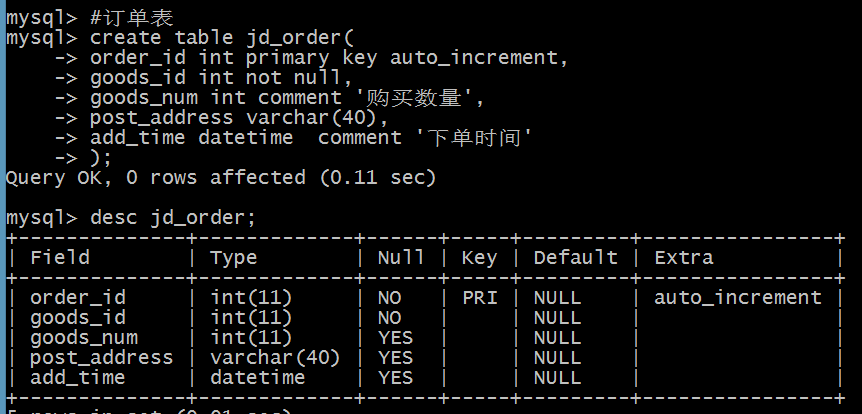 mysql> #订单表
mysql> create table jd_order(
    -> order_id int primary key auto_increment,
    -> goods_id int not null,
    -> goods_num int comment '购买数量',
    -> post_address varchar(40),
    -> add_time datetime  comment '下单时间'
    -> );
Query OK, 0 rows affected (0.11 sec)

mysql> desc jd_order;
+--------------+-------------+------+-----+---------+----------------+
| Field        | Type        | Null | Key | Default | Extra          |
+--------------+-------------+------+-----+---------+----------------+
| order_id     | int(11)     | NO   | PRI | NULL    | auto_increment |
| goods_id     | int(11)     | NO   |     | NULL    |                |
| goods_num    | int(11)     | YES  |     | NULL    |                |
| post_address | varchar(40) | YES  |     | NULL    |                |
| add_time     | datetime    | YES  |     | NULL    |                |
+--------------+-------------+------+-----+---------+----------------+
5 rows in set (0.01 sec)